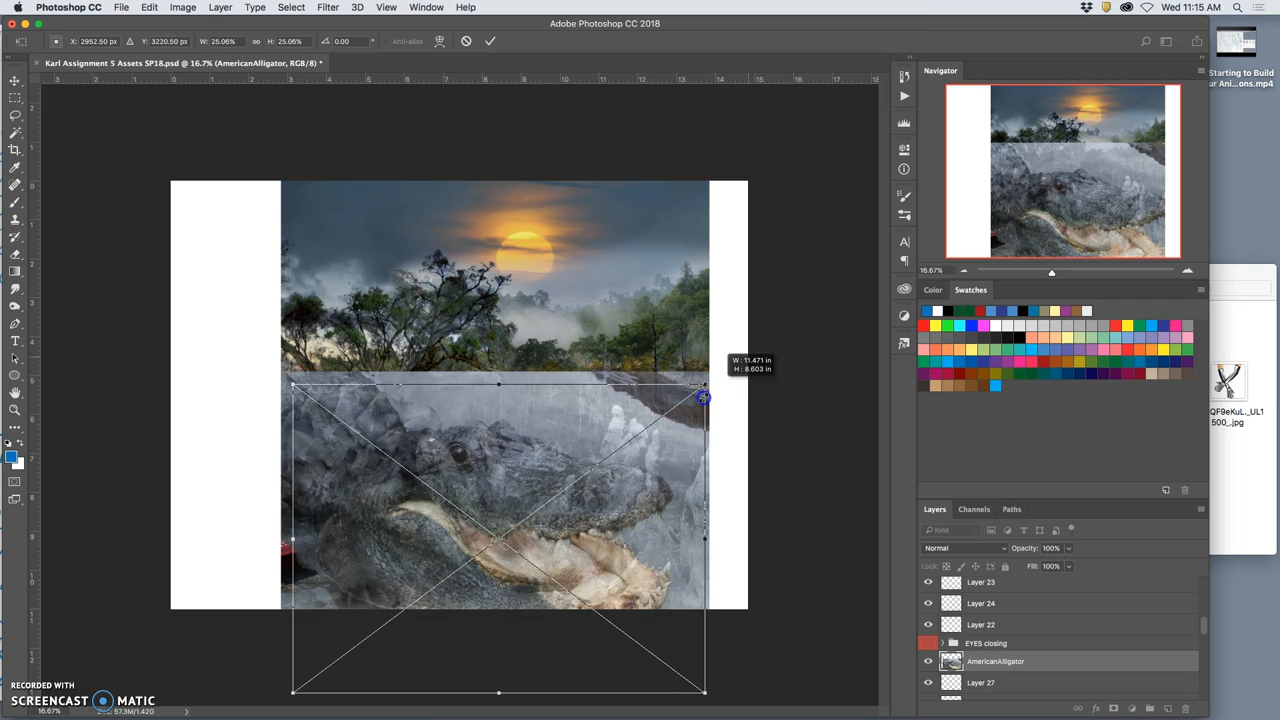 Photoshop CC File Edit Image Layer Type Select Filter 3D View Window Help Wed 11:15 AM
Adobe Photoshop CC 2018
X: 2952.50 px Y: 3220.50 px W: 25.06% H: 25.06% 0.00 Anti-alias
Karl Assignment 5 Assets SP18.psd @ 16.7% (AmericanAlligator, RGB/8) *
Navigator
Starting to Build
ur Ani...ons.mp4
16.67%
Color Swatches
W : 11.471 in
H : 8.603 in
QF9eKuL._UL1
500_.jpg
Layers Channels Paths
Kind
Normal Opacity: 100%
Lock: Fill: 100%
Layer 23
Layer 24
Layer 22
EYES closing
AmericanAlligator
Layer 27
RECORDED WITH
SCREENCAST MATIC
16.67% Doc: 57.3M/1.42G